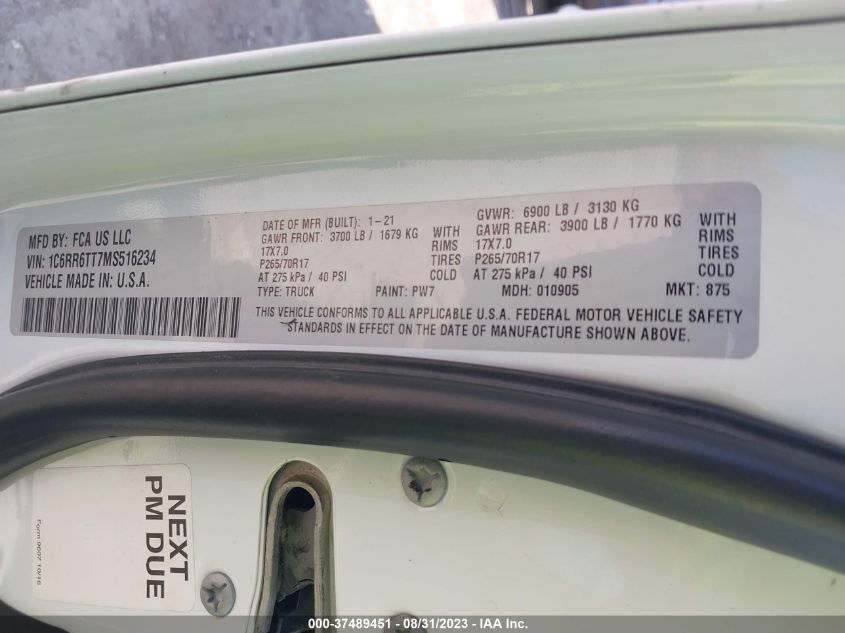 MFD BY: FCA US LLC
VIN: 1C6RR6TT7MS516234
VEHICLE MADE IN: U.S.A.
DATE OF MFR (BUILT): 1-21
GAWR FRONT: 3700 LB / 1679 KG WITH
17X7.0 RIMS
P265/70R17 TIRES
AT 275 kPa / 40 PSI COLD
GVWR: 6900 LB / 3130 KG
GAWR REAR: 3900 LB / 1770 KG WITH
17X7.0 RIMS
P265/70R17 TIRES
AT 275 kPa / 40 PSI COLD
TYPE: TRUCK PAINT: PW7 MDH: 010905 MKT: 875
THIS VEHICLE CONFORMS TO ALL APPLICABLE U.S.A. FEDERAL MOTOR VEHICLE SAFETY
STANDARDS IN EFFECT ON THE DATE OF MANUFACTURE SHOWN ABOVE.
NEXT
PM DUE
Form 9607 10/16
000-37489451 - 08/31/2023 - IAA Inc.